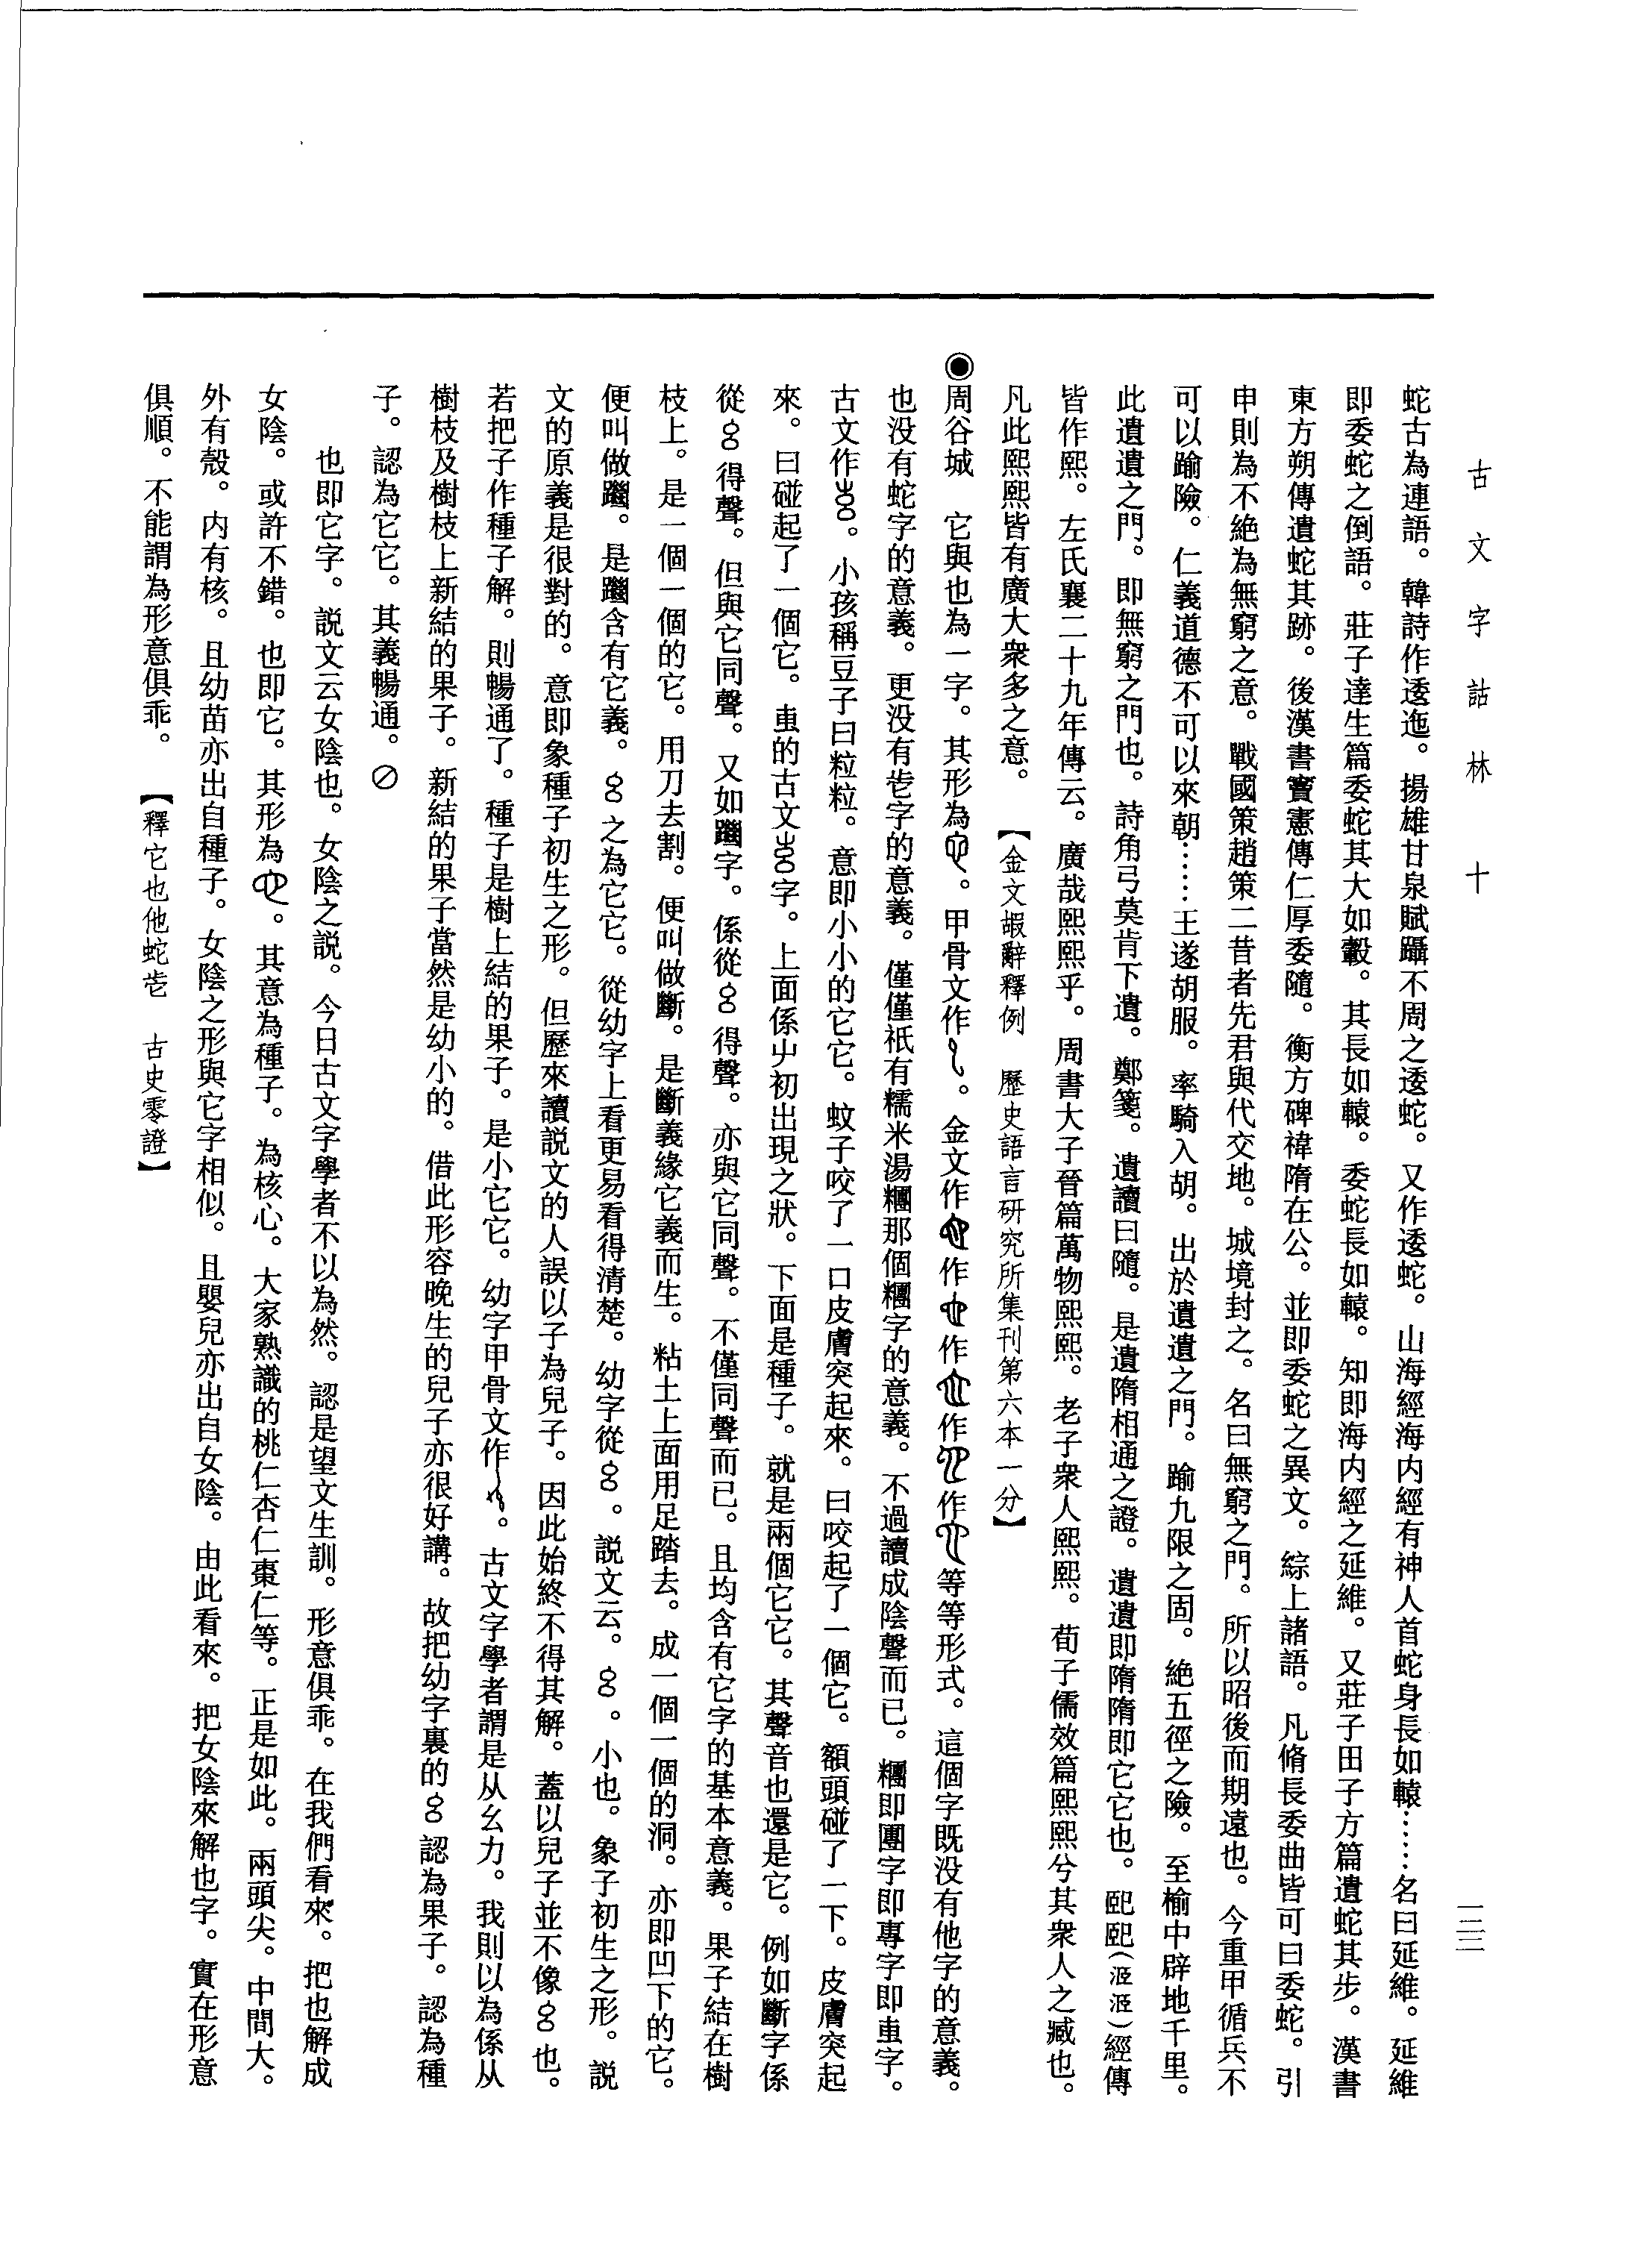 古文字詁林　十
一三三
蛇古為連語。韓詩作逶迤。揚雄甘泉賦躡不周之逶蛇。又作逶蛇。山海經海內經有神人首蛇身長如轅……名曰延維。延維
即委蛇之倒語。莊子達生篇委蛇其大如轂。其長如轅。委蛇長如轅。知即海內經之延維。又莊子田子方篇遺蛇其步。漢書
東方朔傳遺蛇其跡。後漢書竇憲傳仁厚委隨。衡方碑褘隋在公。並即委蛇之異文。綜上諸語。凡脩長委曲皆可曰委蛇。引
申則為不絶為無窮之意。戰國策趙策二昔者先君與代交地。城境封之。名曰無窮之門。所以昭後而期遠也。今重甲循兵不
可以踰險。仁義道德不可以來朝……王遂胡服。率騎入胡。出於遺遺之門。踰九限之固。絶五徑之險。至榆中辟地千里。
此遺遺之門。即無窮之門也。詩角弓莫肯下遺。鄭箋。遺讀曰隨。是遺隋相通之證。遺遺即隋隋即它它也。巸巸（洍洍）經傳
皆作熙。左氏襄二十九年傳云。廣哉熙熙乎。周書大子晉篇萬物熙熙。老子衆人熙熙。荀子儒效篇熙熙兮其衆人之臧也。
凡此熙熙皆有廣大衆多之意。　【金文嘏辭釋例　歷史語言研究所集刊第六本一分】
◉周谷城　它與也為一字。其形為。甲骨文作。金文作作作作作等等形式。這個字既没有他字的意義。
也没有蛇字的意義。更没有㐌字的意義。僅僅衹有糯米湯糰那個糰字的意義。不過讀成陰聲而已。糰即團字即專字即叀字。
古文作。小孩稱豆子曰粒粒。意即小小的它它。蚊子咬了一口皮膚突起來。曰咬起了一個它。額頭碰了一下。皮膚突起
來。曰碰起了一個它。叀的古文字。上面係屮初出現之狀。下面是種子。就是兩個它它。其聲音也還是它。例如斷字係
從得聲。但與它同聲。又如字。係從得聲。亦與它同聲。不僅同聲而已。且均含有它字的基本意義。果子結在樹
枝上。是一個一個的它。用刀去割。便叫做斷。是斷義緣它義而生。粘土上面用足踏去。成一個一個的洞。亦即凹下的它。
便叫做。是含有它義。之為它它。從幼字上看更易看得清楚。幼字從。説文云。。小也。象子初生之形。説
文的原義是很對的。意即象種子初生之形。但歷來讀説文的人誤以子為兒子。因此始終不得其解。蓋以兒子並不像也。
若把子作種子解。則暢通了。種子是樹上結的果子。是小它它。幼字甲骨文作。古文字學者謂是从幺力。我則以為係从
樹枝及樹枝上新結的果子。新結的果子當然是幼小的。借此形容晚生的兒子亦很好講。故把幼字裏的認為果子。認為種
子。認為它它。其義暢通。⊘
也即它字。説文云女陰也。女陰之説。今日古文字學者不以為然。認是望文生訓。形意俱乖。在我們看來。把也解成
女陰。或許不錯。也即它。其形為。其意為種子。為核心。大家熟識的桃仁杏仁棗仁等。正是如此。兩頭尖。中間大。
外有殼。内有核。且幼苗亦出自種子。女陰之形與它字相似。且嬰兒亦出自女陰。由此看來。把女陰來解也字。實在形意
俱順。不能謂為形意俱乖。　【釋它也他蛇㐌　古史零證】